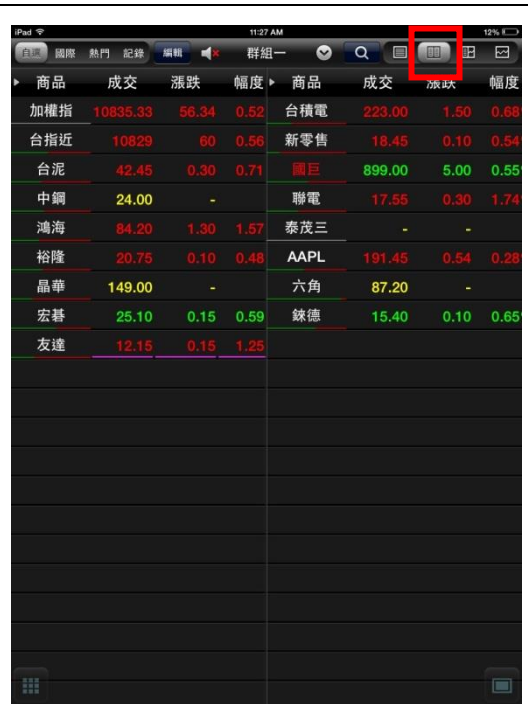 iPad 11:27 AM 12%
自選 國際 熱門 記錄 編輯 群組一
商品 成交 漲跌 幅度 商品 成交 漲跌 幅度
加權指 10835.33 56.34 0.52 台積電 223.00 1.50 0.68
台指近 10829 60 0.56 新零售 18.45 0.10 0.54
台泥 42.45 0.30 0.71 國巨 899.00 5.00 0.55
中鋼 24.00 - 聯電 17.55 0.30 1.74
鴻海 84.20 1.30 1.57 泰茂三 - -
裕隆 20.75 0.10 0.48 AAPL 191.45 0.54 0.28
晶華 149.00 - 六角 87.20 -
宏碁 25.10 0.15 0.59 錸德 15.40 0.10 0.65
友達 12.15 0.15 1.25